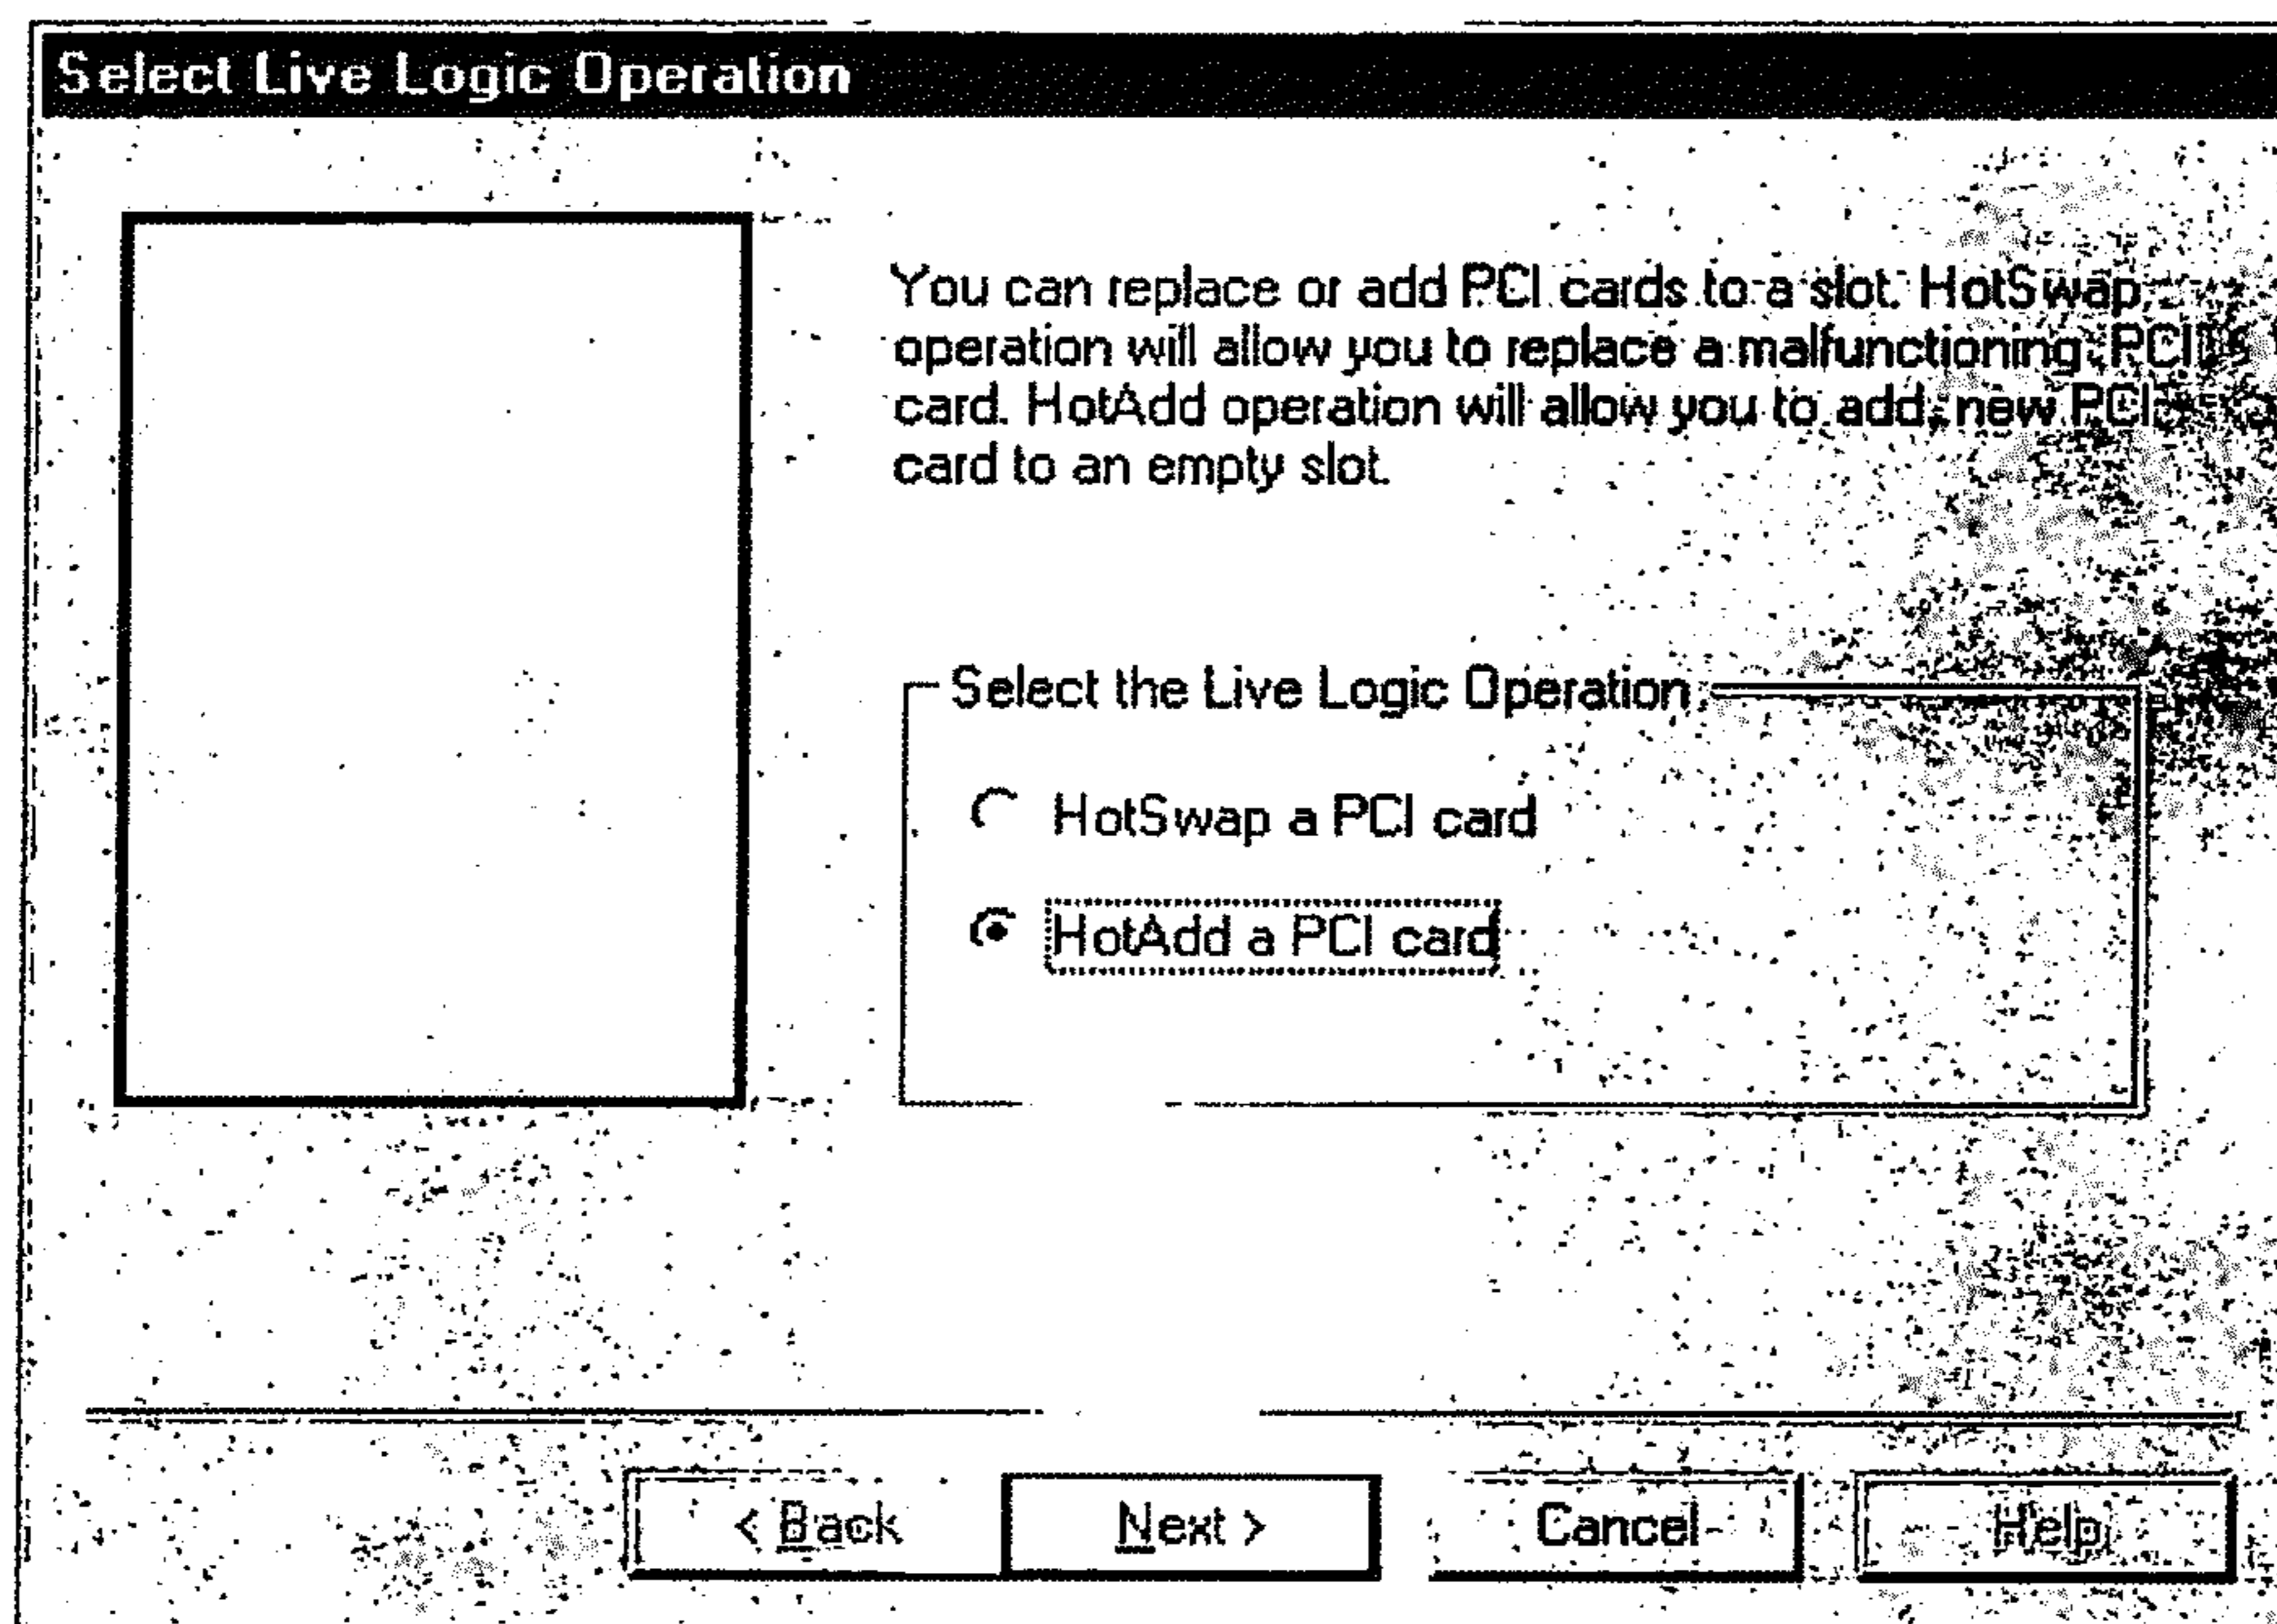 Select Live Logic Operation
You can replace or add PCI cards to a slot. HotSwap
operation will allow you to replace a malfunctioning PCI
card. HotAdd operation will allow you to add new PCI
card to an empty slot.
Select the Live Logic Operation
HotSwap a PCI card
HotAdd a PCI card
< Back
Next >
Cancel
Help